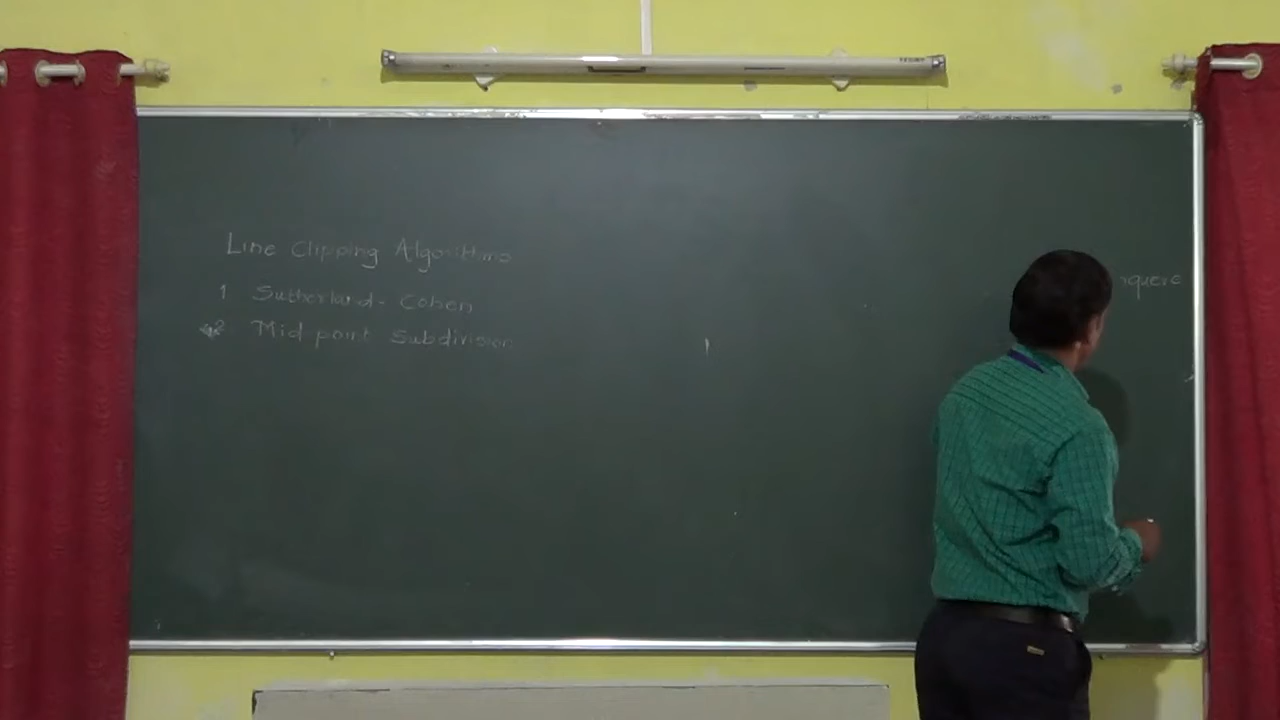 Line Clipping Algorithms
1 Sutherland - Cohen
2 Mid point Subdivision